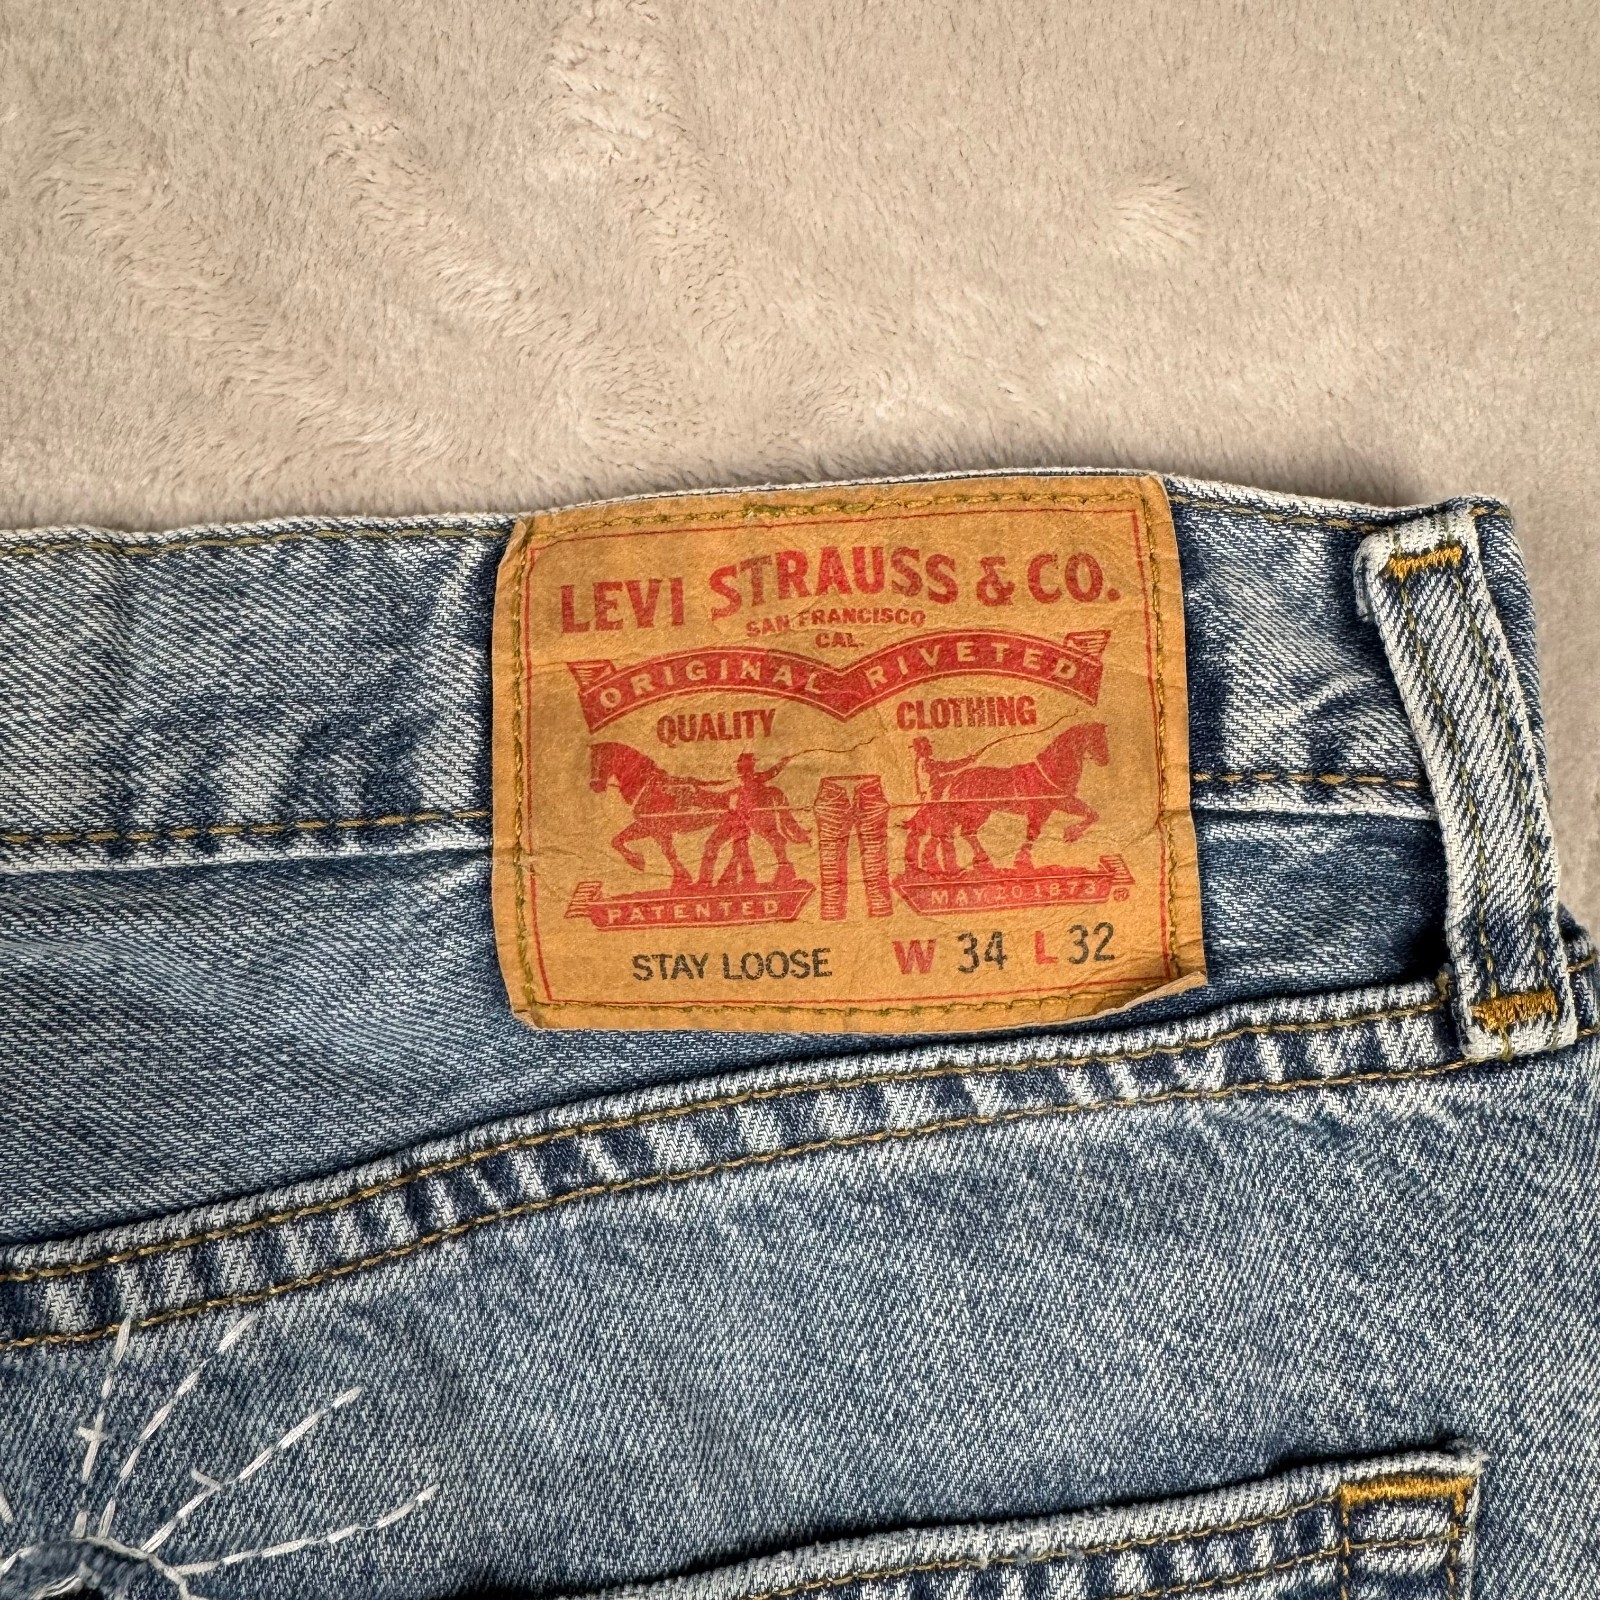 LEVI STRAUSS & CO.
SAN FRANCISCO
CAL.
ORIGINAL RIVETED
QUALITY CLOTHING
PATENTED MAY 20 1873 ®
STAY LOOSE W 34 L 32